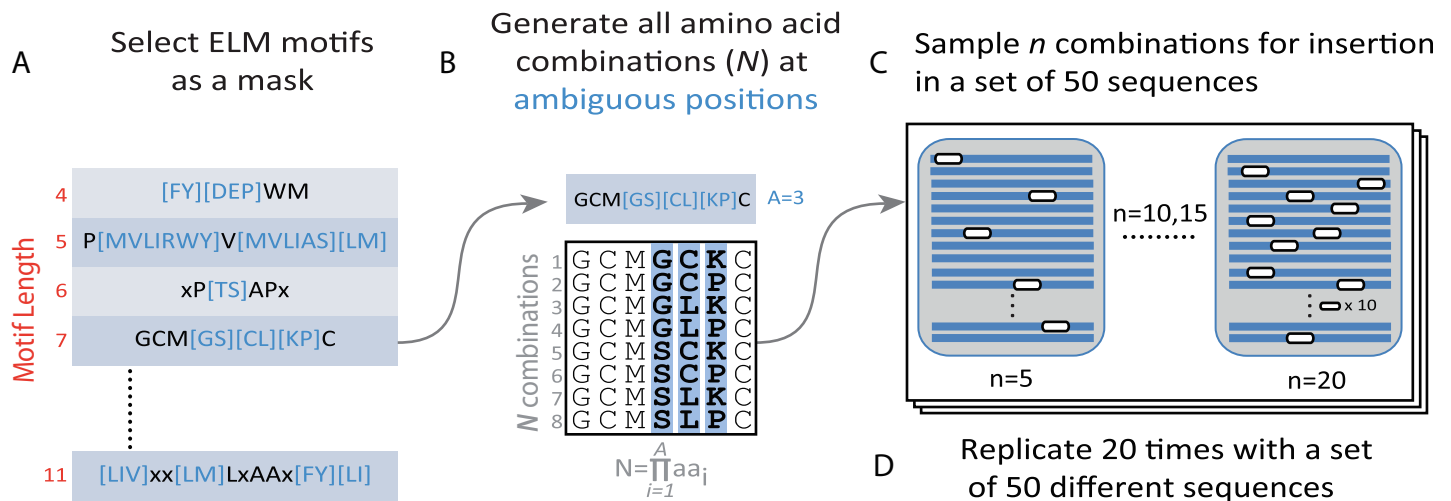 A
Select ELM motifs
as a mask
Motif Length
4
[FY][DEP]WM
5
P[MVLIRWY]V[MVLIAS][LM]
6
xP[TS]APx
7
GCM[GS][CL][KP]C
11
[LIV]xx[LM]LxAAx[FY][LI]
B
Generate all amino acid
combinations (N) at
ambiguous positions
GCM[GS][CL][KP]C A=3
N combinations
1 G C M G C K C
2 G C M G C P C
3 G C M G L K C
4 G C M G L P C
5 G C M S C K C
6 G C M S C P C
7 G C M S L K C
8 G C M S L P C
A
N=∏aai
i=1
C
Sample n combinations for insertion
in a set of 50 sequences
n=10,15
x 10
n=5
n=20
D
Replicate 20 times with a set
of 50 different sequences